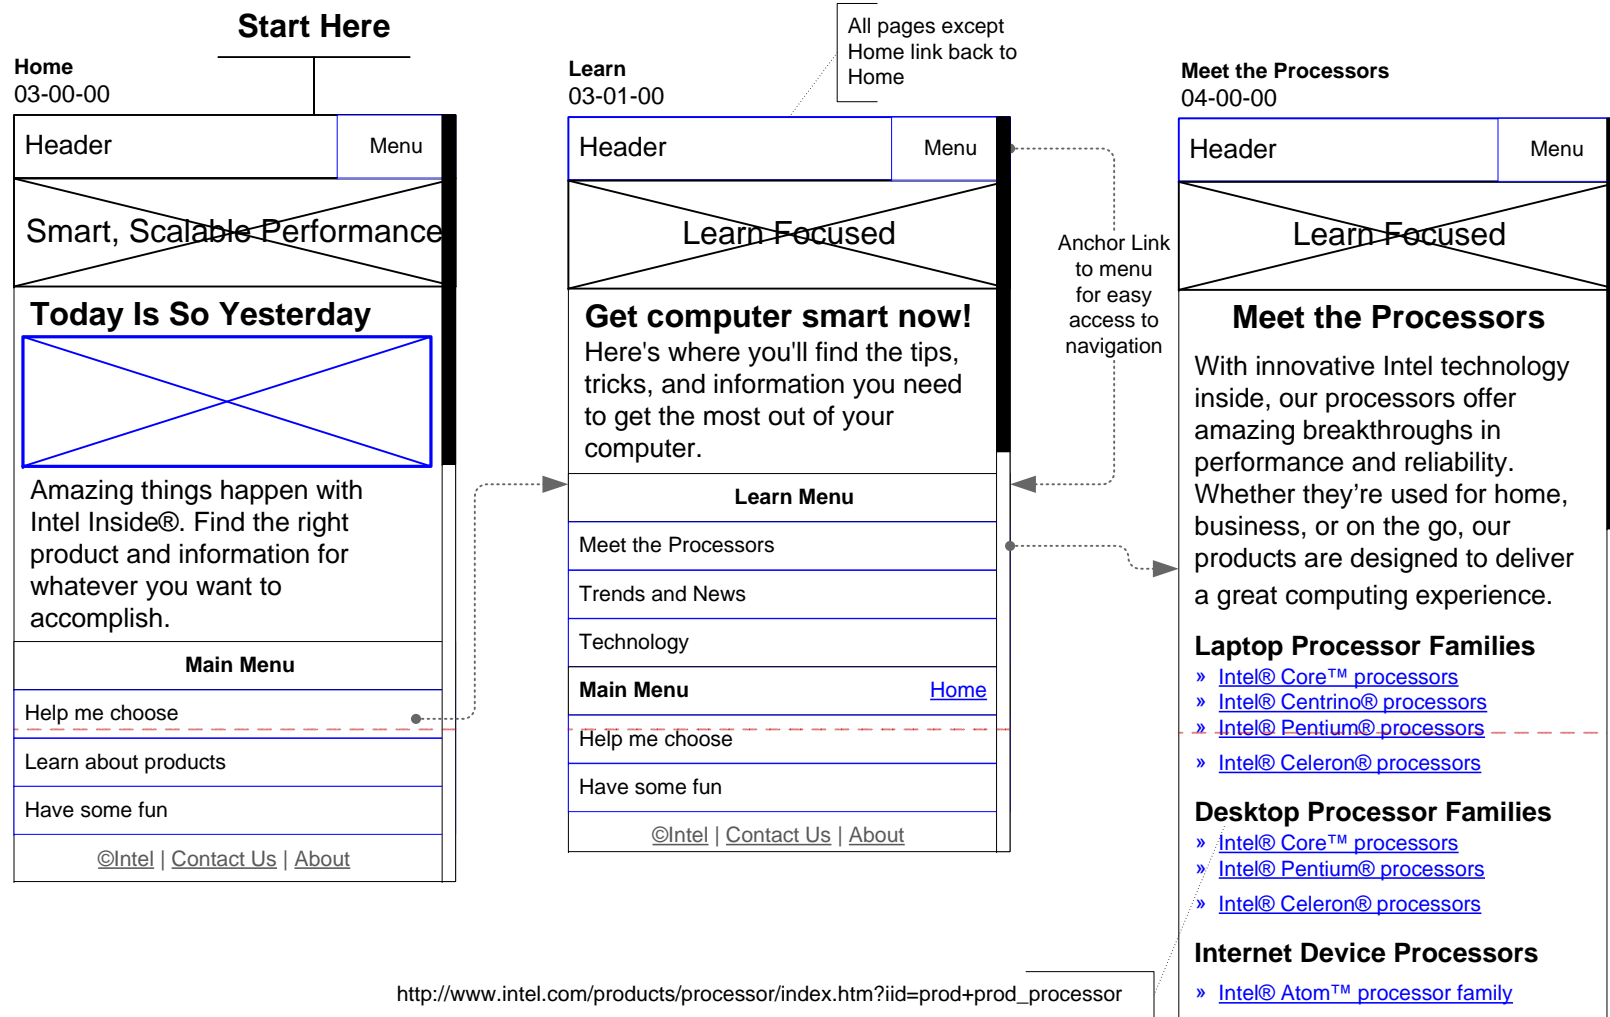 Start Here
Home
03-00-00
Header
Menu
Smart, Scalable Performance
Today Is So Yesterday
Amazing things happen with
Intel Inside®. Find the right
product and information for
whatever you want to
accomplish.
Main Menu
Help me choose
Learn about products
Have some fun
©Intel | Contact Us | About
All pages except
Home link back to
Home
Learn
03-01-00
Header
Menu
Learn Focused
Get computer smart now!
Here's where you'll find the tips,
tricks, and information you need
to get the most out of your
computer.
Learn Menu
Meet the Processors
Trends and News
Technology
Main Menu Home
Help me choose
Have some fun
©Intel | Contact Us | About
Anchor Link
to menu
for easy
access to
navigation
Meet the Processors
04-00-00
Header
Menu
Learn Focused
Meet the Processors
With innovative Intel technology
inside, our processors offer
amazing breakthroughs in
performance and reliability.
Whether they’re used for home,
business, or on the go, our
products are designed to deliver
a great computing experience.
Laptop Processor Families
» Intel® Core™ processors
» Intel® Centrino® processors
» Intel® Pentium® processors
» Intel® Celeron® processors
Desktop Processor Families
» Intel® Core™ processors
» Intel® Pentium® processors
» Intel® Celeron® processors
Internet Device Processors
» Intel® Atom™ processor family
http://www.intel.com/products/processor/index.htm?iid=prod+prod_processor